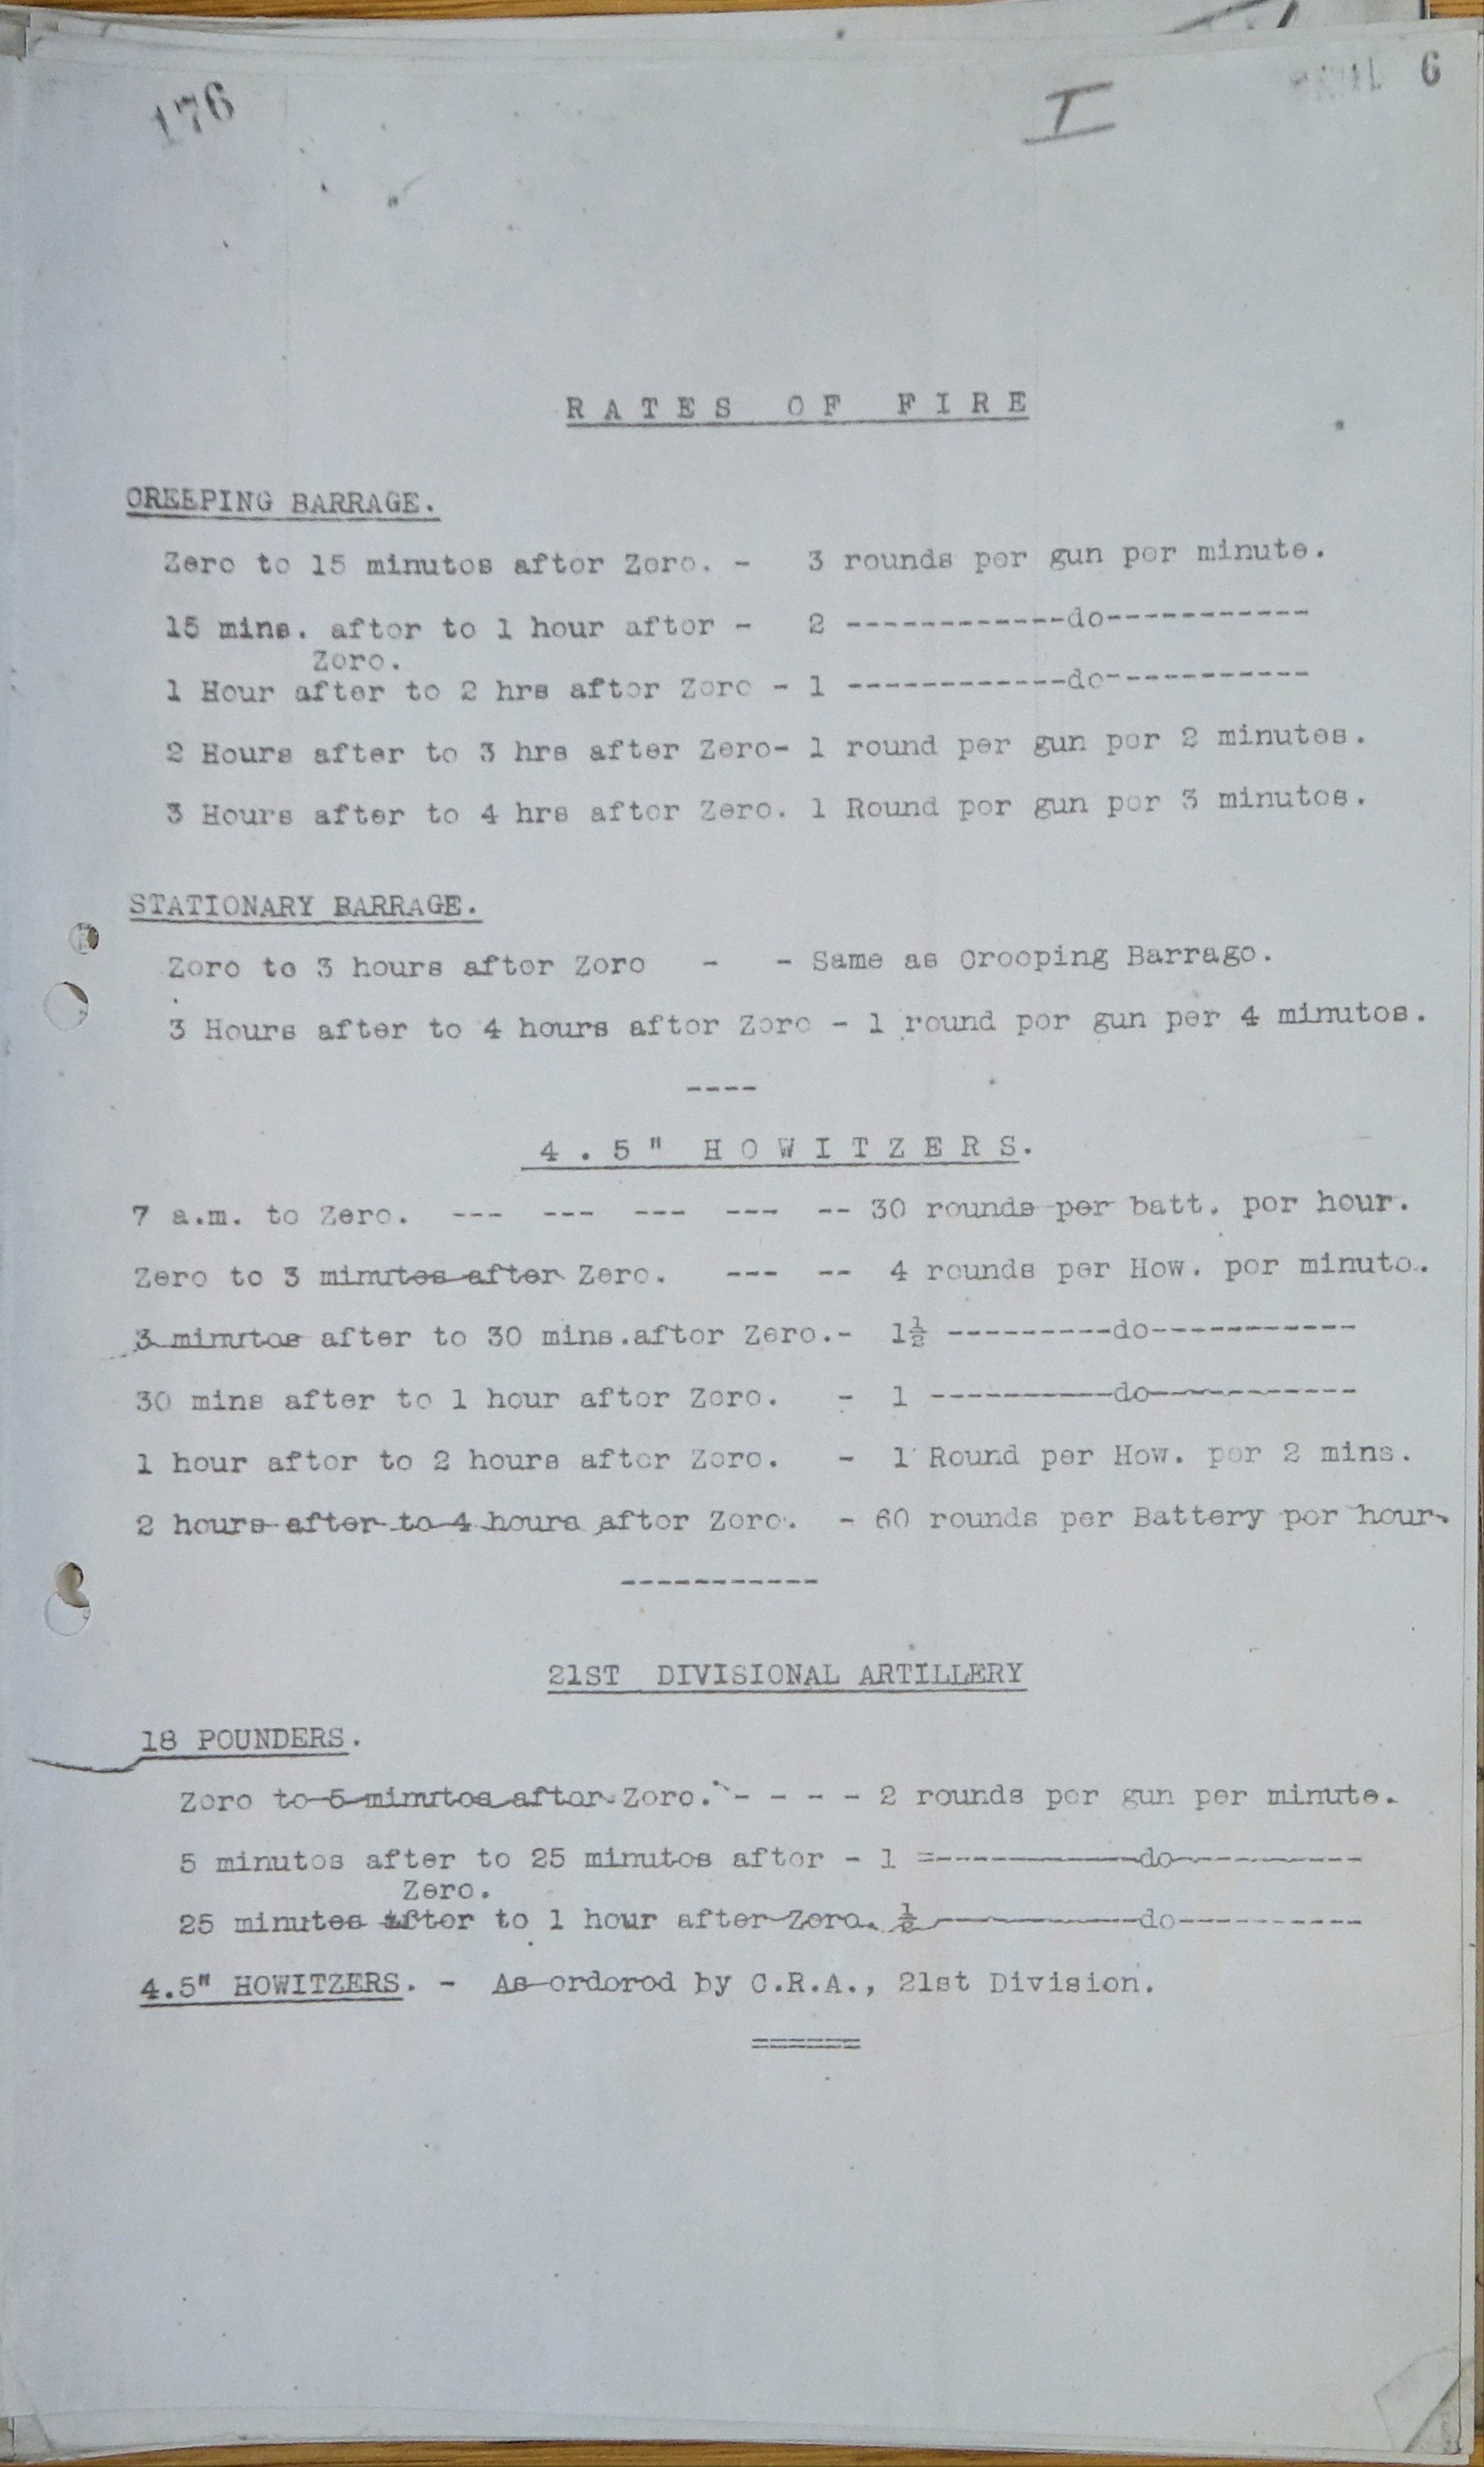 176
I
6
RATES OF FIRE
CREEPING BARRAGE.
Zero to 15 minutes after Zero. - 3 rounds per gun per minute.
15 mins. after to 1 hour after - 2 ------------do-----------
Zero.
1 Hour after to 2 hrs after Zero - 1 ------------do-----------
2 Hours after to 3 hrs after Zero- 1 round per gun per 2 minutes.
3 Hours after to 4 hrs after Zero. 1 Round per gun per 3 minutes.
STATIONARY BARRAGE.
Zero to 3 hours after Zero - - Same as Creeping Barrage.
3 Hours after to 4 hours after Zero - 1 round per gun per 4 minutes.
----
4.5" HOWITZERS.
7 a.m. to Zero. --- --- --- --- -- 30 rounds per batt. per hour.
Zero to 3 minutes after Zero. --- -- 4 rounds per How. per minute.
3 minutes after to 30 mins.after Zero.- 1½ ---------do-----------
30 mins after to 1 hour after Zero. - 1 ----------do-----------
1 hour after to 2 hours after Zero. - 1 Round per How. per 2 mins.
2 hours after to 4 hours after Zero. - 60 rounds per Battery per hour.
-----------
21ST DIVISIONAL ARTILLERY
18 POUNDERS.
Zero to 5 minutes after Zero. - - - - 2 rounds per gun per minute.
5 minutes after to 25 minutes after - 1 =-----------do----------
Zero.
25 minutes after to 1 hour after Zero. ½ ------------do----------
4.5" HOWITZERS. - As ordered by C.R.A., 21st Division.
======